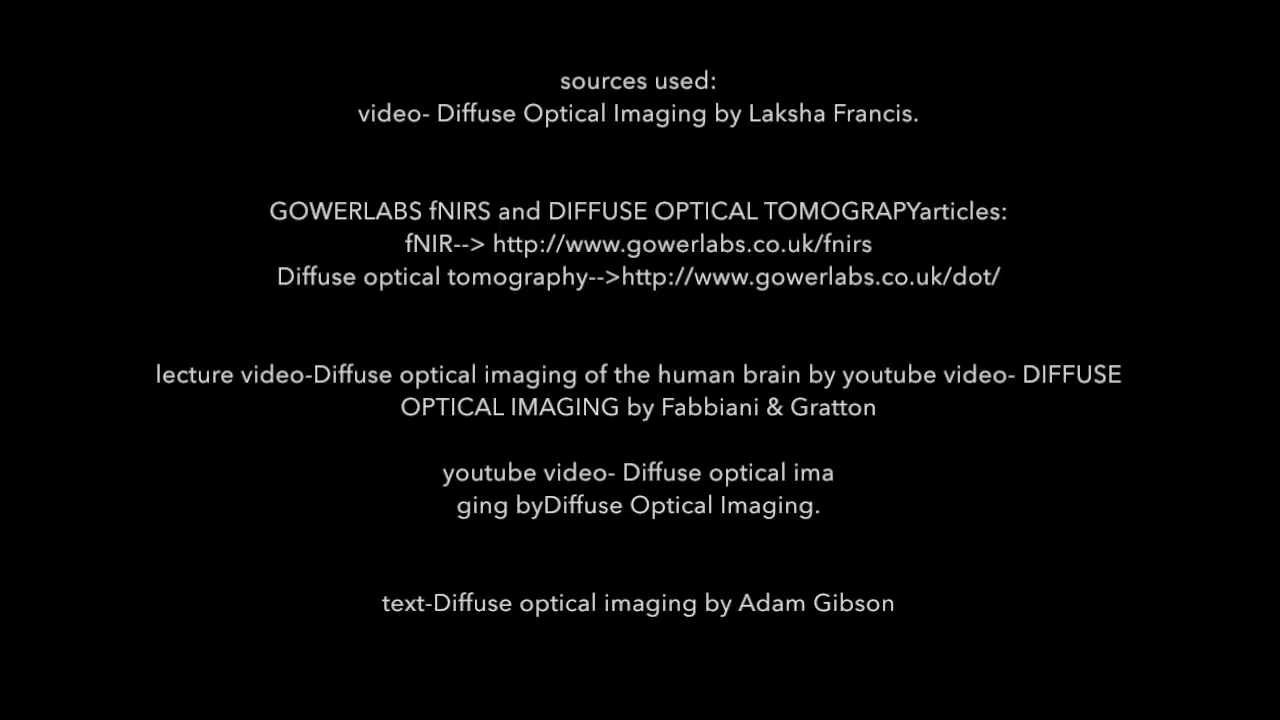 sources used:
video- Diffuse Optical Imaging by Laksha Francis.
GOWERLABS fNIRS and DIFFUSE OPTICAL TOMOGRAPYarticles:
fNIR--> http://www.gowerlabs.co.uk/fnirs
Diffuse optical tomography-->http://www.gowerlabs.co.uk/dot/
lecture video-Diffuse optical imaging of the human brain by youtube video- DIFFUSE
OPTICAL IMAGING by Fabbiani & Gratton
youtube video- Diffuse optical ima
ging byDiffuse Optical Imaging.
text-Diffuse optical imaging by Adam Gibson